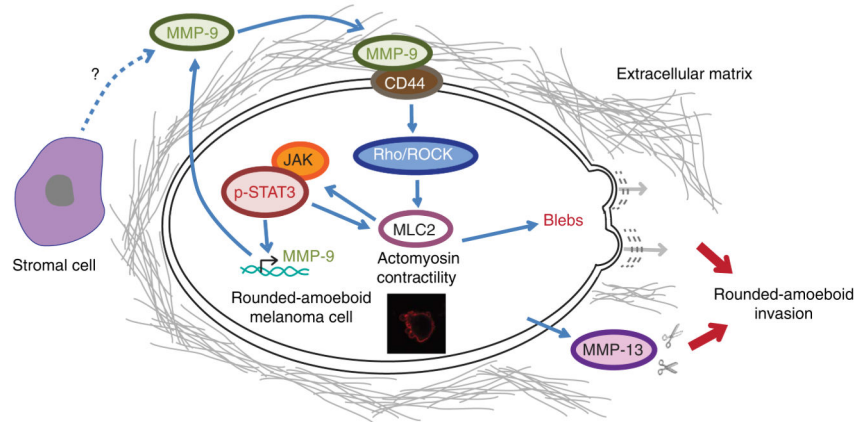 MMP-9
MMP-9
?
CD44
Extracellular matrix
JAK
Rho/ROCK
p-STAT3
Blebs
MLC2
Stromal cell
MMP-9
Actomyosin
contractility
Rounded-amoeboid
melanoma cell
Rounded-amoeboid
invasion
MMP-13